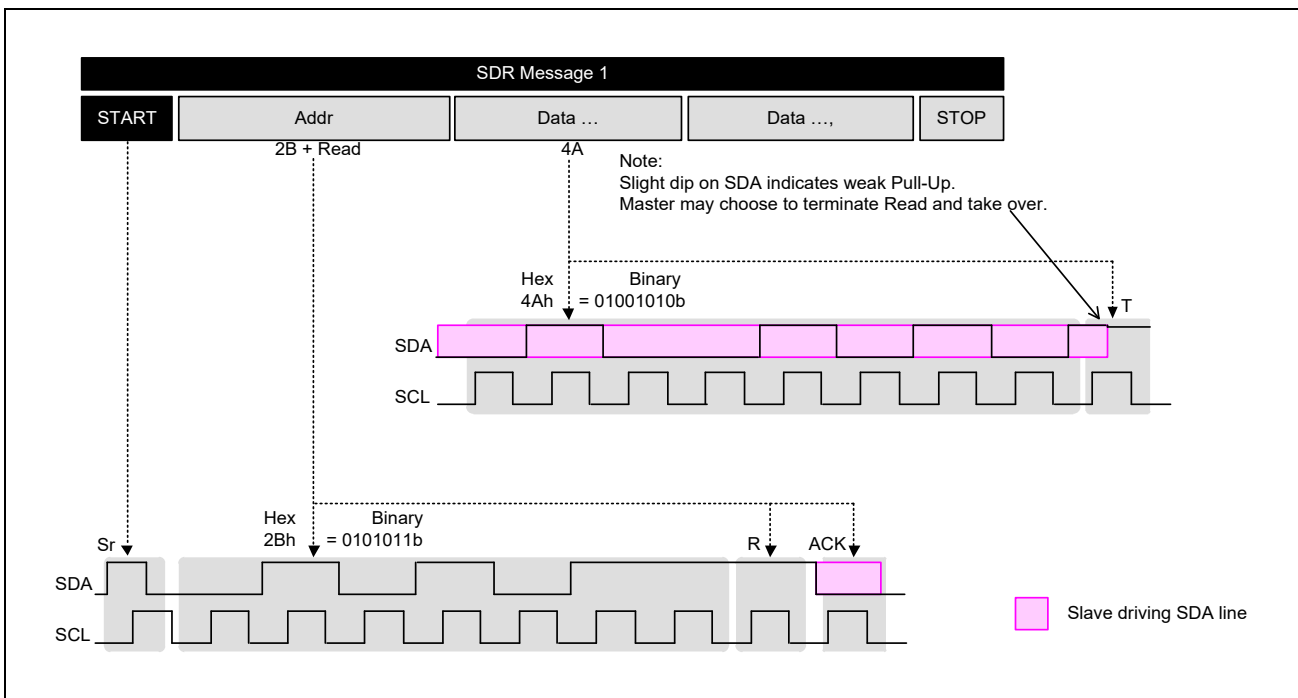 SDR Message 1
START
Addr
Data …
Data …,
STOP
2B + Read
4A
Note:
Slight dip on SDA indicates weak Pull-Up.
Master may choose to terminate Read and take over.
Hex
Binary
4Ah
= 01001010b
T
SDA
SCL
Hex
Binary
2Bh
= 0101011b
Sr
R
ACK
SDA
SCL
Slave driving SDA line